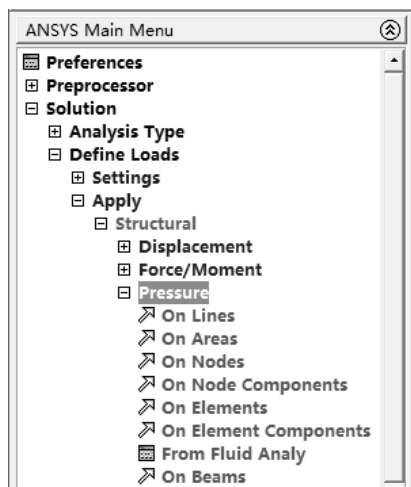 ANSYS Main Menu
Preferences
Preprocessor
Solution
Analysis Type
Define Loads
Settings
Apply
Structural
Displacement
Force/Moment
Pressure
On Lines
On Areas
On Nodes
On Node Components
On Elements
On Element Components
From Fluid Analy
On Beams